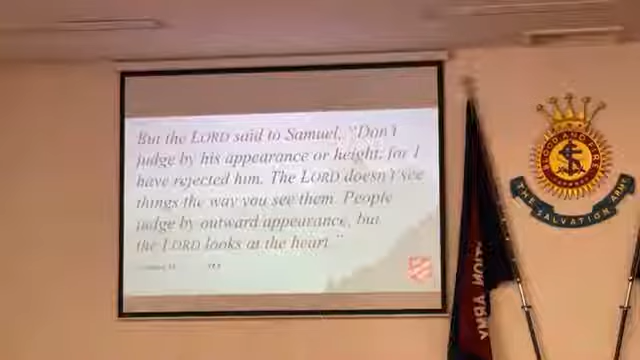 But the LORD said to Samuel, "Don't
judge by his appearance or height, for I
have rejected him. The LORD doesn't see
things the way you see them. People
judge by outward appearance, but
the LORD looks at the heart."
BLOOD AND FIRE
THE SALVATION ARMY
TION ARMY